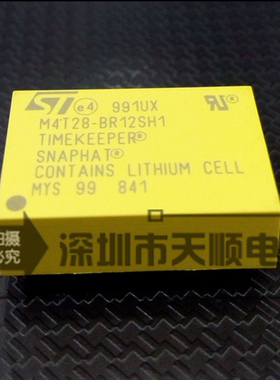 ST e4 991UX
M4T28-BR12SH1
TIMEKEEPER®
SNAPHAT®
CONTAINS LITHIUM CELL
MYS 99 841
深圳市天顺电